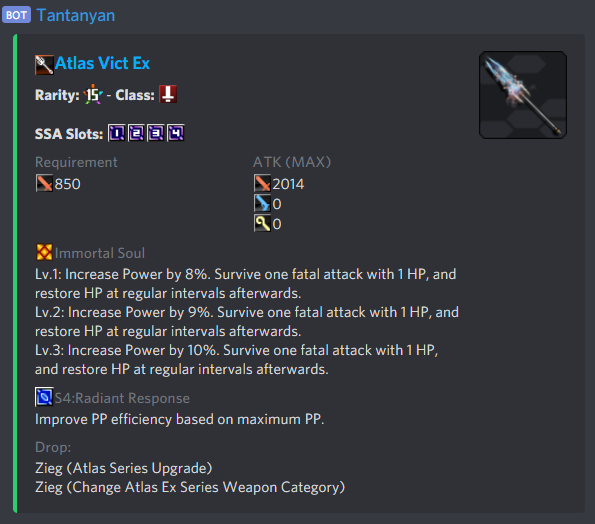 BOT Tantanyan
Atlas Vict Ex
Rarity: 15 - Class:
SSA Slots: 1 2 3 4
Requirement
850
ATK (MAX)
2014
0
0
Immortal Soul
Lv.1: Increase Power by 8%. Survive one fatal attack with 1 HP, and
restore HP at regular intervals afterwards.
Lv.2: Increase Power by 9%. Survive one fatal attack with 1 HP, and
restore HP at regular intervals afterwards.
Lv.3: Increase Power by 10%. Survive one fatal attack with 1 HP,
and restore HP at regular intervals afterwards.
S4:Radiant Response
Improve PP efficiency based on maximum PP.
Drop:
Zieg (Atlas Series Upgrade)
Zieg (Change Atlas Ex Series Weapon Category)